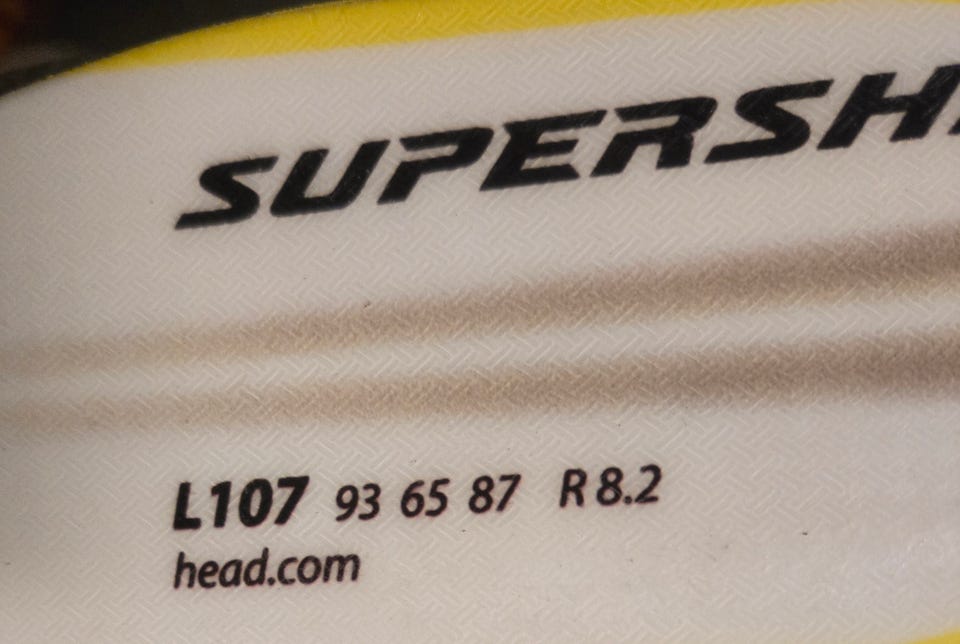 SUPERSH
L107 93 65 87 R 8.2
head.com